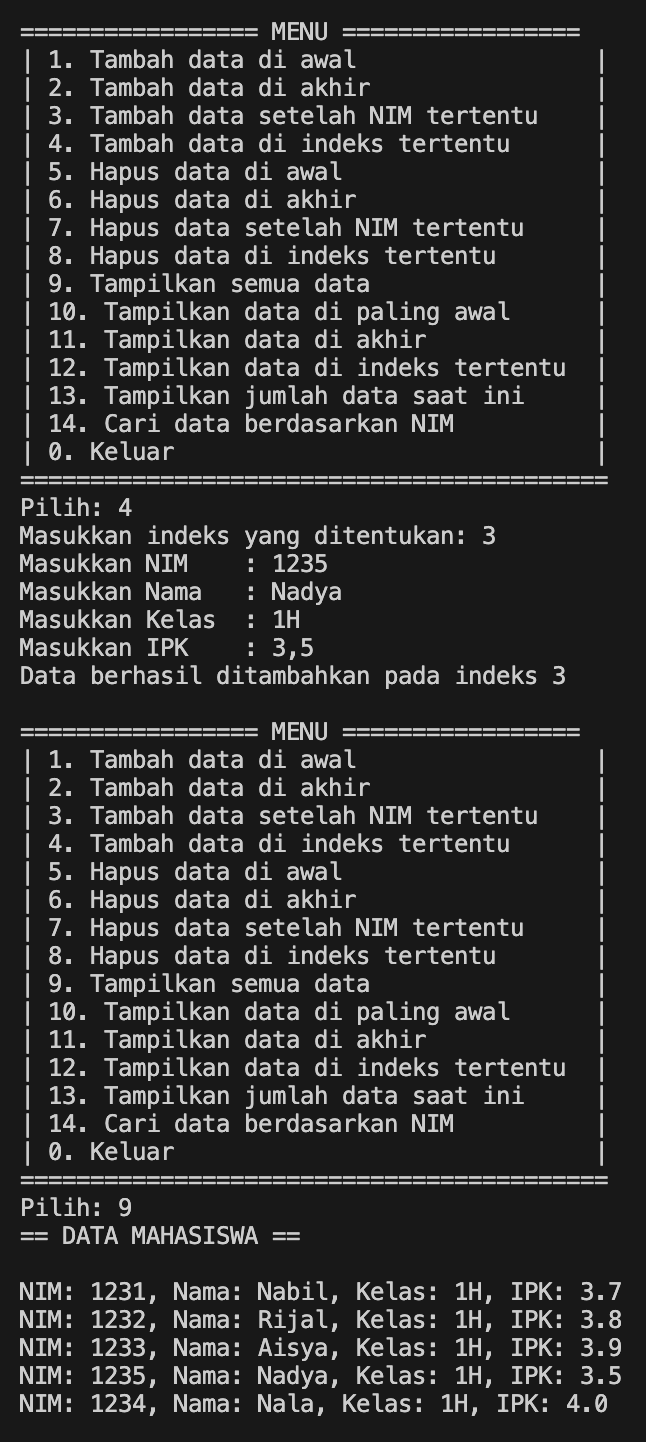 ================= MENU =================
| 1. Tambah data di awal                 |
| 2. Tambah data di akhir                |
| 3. Tambah data setelah NIM tertentu    |
| 4. Tambah data di indeks tertentu      |
| 5. Hapus data di awal                  |
| 6. Hapus data di akhir                 |
| 7. Hapus data setelah NIM tertentu     |
| 8. Hapus data di indeks tertentu       |
| 9. Tampilkan semua data                |
| 10. Tampilkan data di paling awal      |
| 11. Tampilkan data di akhir            |
| 12. Tampilkan data di indeks tertentu  |
| 13. Tampilkan jumlah data saat ini     |
| 14. Cari data berdasarkan NIM          |
| 0. Keluar                              |
==========================================
Pilih: 4
Masukkan indeks yang ditentukan: 3
Masukkan NIM    : 1235
Masukkan Nama   : Nadya
Masukkan Kelas  : 1H
Masukkan IPK    : 3,5
Data berhasil ditambahkan pada indeks 3

================= MENU =================
| 1. Tambah data di awal                 |
| 2. Tambah data di akhir                |
| 3. Tambah data setelah NIM tertentu    |
| 4. Tambah data di indeks tertentu      |
| 5. Hapus data di awal                  |
| 6. Hapus data di akhir                 |
| 7. Hapus data setelah NIM tertentu     |
| 8. Hapus data di indeks tertentu       |
| 9. Tampilkan semua data                |
| 10. Tampilkan data di paling awal      |
| 11. Tampilkan data di akhir            |
| 12. Tampilkan data di indeks tertentu  |
| 13. Tampilkan jumlah data saat ini     |
| 14. Cari data berdasarkan NIM          |
| 0. Keluar                              |
==========================================
Pilih: 9
== DATA MAHASISWA ==

NIM: 1231, Nama: Nabil, Kelas: 1H, IPK: 3.7
NIM: 1232, Nama: Rijal, Kelas: 1H, IPK: 3.8
NIM: 1233, Nama: Aisya, Kelas: 1H, IPK: 3.9
NIM: 1235, Nama: Nadya, Kelas: 1H, IPK: 3.5
NIM: 1234, Nama: Nala, Kelas: 1H, IPK: 4.0